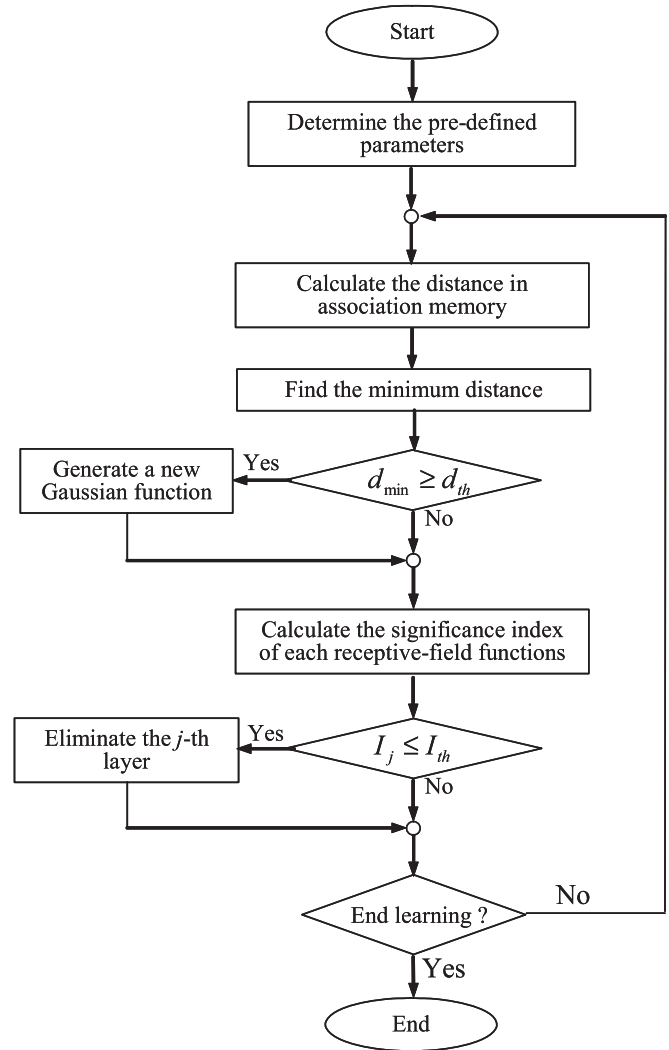 Start
Determine the pre-defined
parameters
Calculate the distance in
association memory
Find the minimum distance
Generate a new
Gaussian function
Yes
d_min ≥ d_th
No
Calculate the significance index
of each receptive-field functions
Eliminate the j-th
layer
Yes
I_j ≤ I_th
No
End learning ?
No
Yes
End